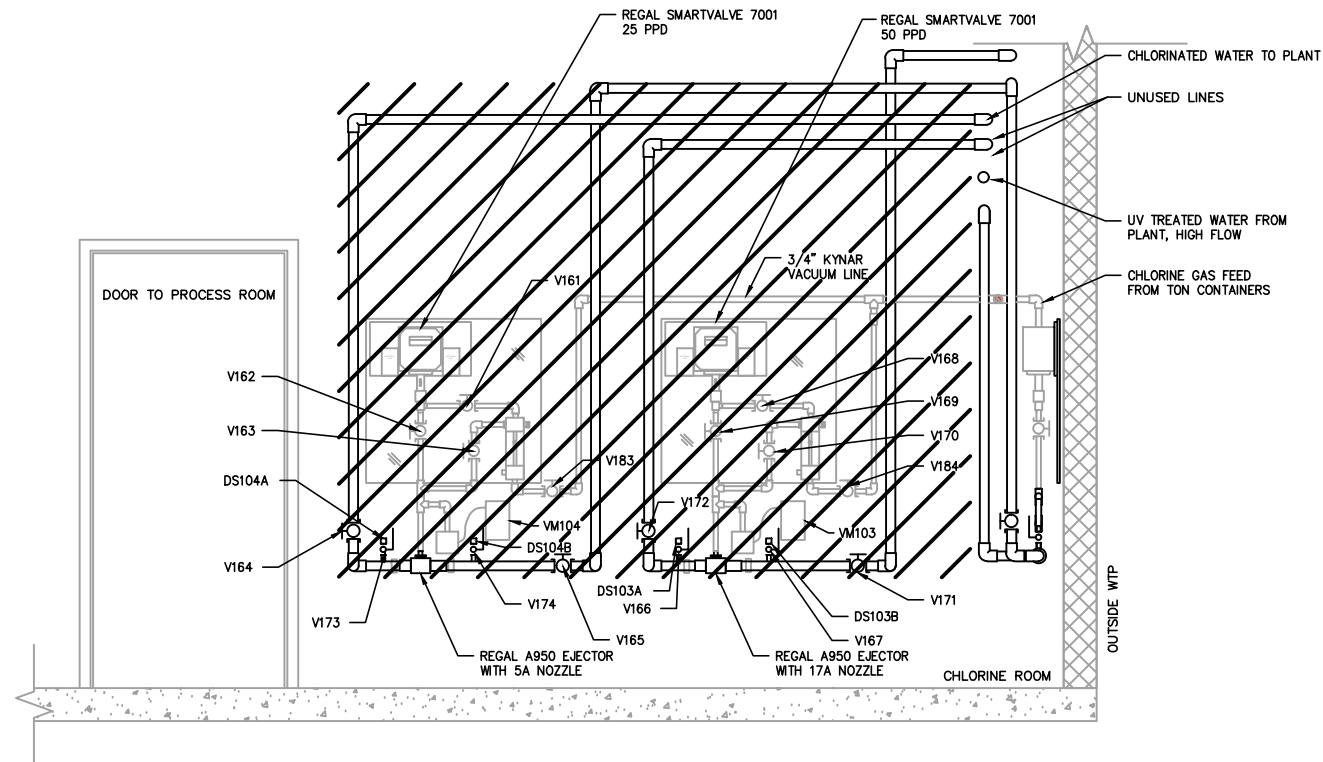 REGAL SMARTVALVE 7001
25 PPD
REGAL SMARTVALVE 7001
50 PPD
CHLORINATED WATER TO PLANT
UNUSED LINES
UV TREATED WATER FROM
PLANT, HIGH FLOW
3/4" KYNAR
VACUUM LINE
CHLORINE GAS FEED
FROM TON CONTAINERS
DOOR TO PROCESS ROOM
V161
V162
V163
DS104A
V164
V173
V183
VM104
DS104B
V174
V165
REGAL A950 EJECTOR
WITH 5A NOZZLE
V168
V169
V170
V184
V172
VM103
DS103A
V166
V171
DS103B
V167
REGAL A950 EJECTOR
WITH 17A NOZZLE
CHLORINE ROOM
OUTSIDE WTP